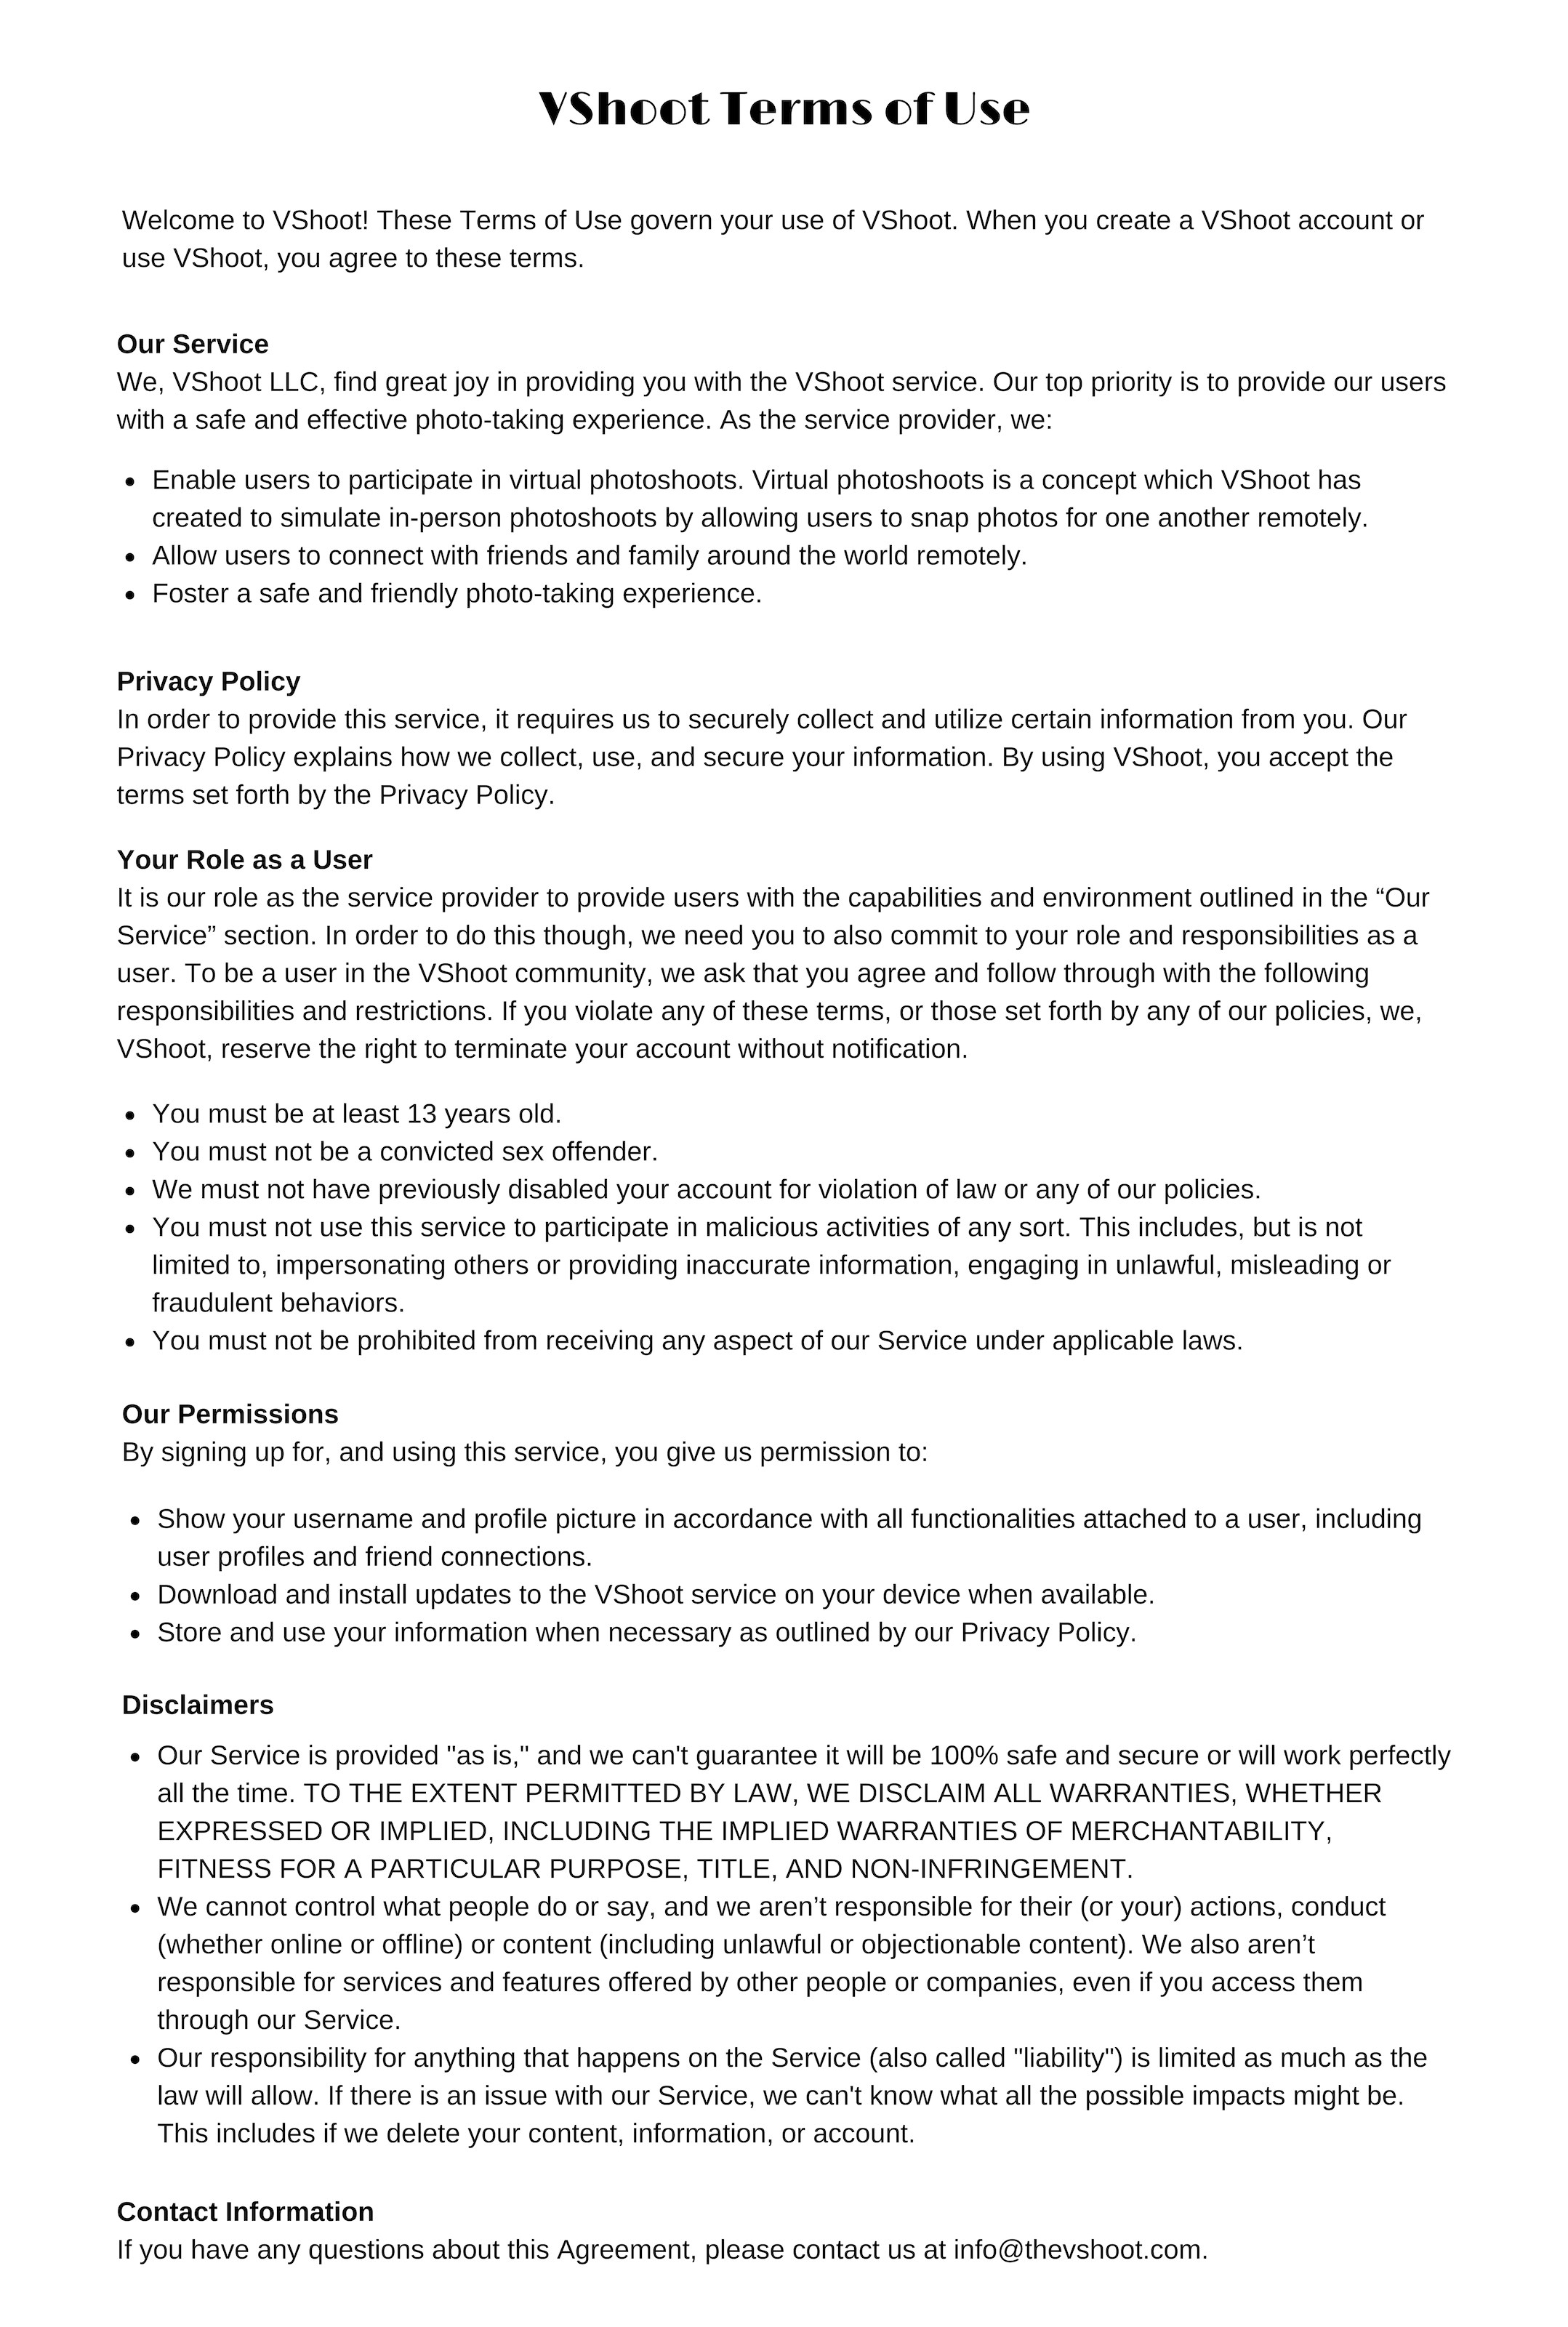 VShoot Terms of Use
Welcome to VShoot! These Terms of Use govern your use of VShoot. When you create a VShoot account or
use VShoot, you agree to these terms.
Our Service
We, VShoot LLC, find great joy in providing you with the VShoot service. Our top priority is to provide our users
with a safe and effective photo-taking experience. As the service provider, we:
• Enable users to participate in virtual photoshoots. Virtual photoshoots is a concept which VShoot has
created to simulate in-person photoshoots by allowing users to snap photos for one another remotely.
• Allow users to connect with friends and family around the world remotely.
• Foster a safe and friendly photo-taking experience.
Privacy Policy
In order to provide this service, it requires us to securely collect and utilize certain information from you. Our
Privacy Policy explains how we collect, use, and secure your information. By using VShoot, you accept the
terms set forth by the Privacy Policy.
Your Role as a User
It is our role as the service provider to provide users with the capabilities and environment outlined in the “Our
Service” section. In order to do this though, we need you to also commit to your role and responsibilities as a
user. To be a user in the VShoot community, we ask that you agree and follow through with the following
responsibilities and restrictions. If you violate any of these terms, or those set forth by any of our policies, we,
VShoot, reserve the right to terminate your account without notification.
• You must be at least 13 years old.
• You must not be a convicted sex offender.
• We must not have previously disabled your account for violation of law or any of our policies.
• You must not use this service to participate in malicious activities of any sort. This includes, but is not
limited to, impersonating others or providing inaccurate information, engaging in unlawful, misleading or
fraudulent behaviors.
• You must not be prohibited from receiving any aspect of our Service under applicable laws.
Our Permissions
By signing up for, and using this service, you give us permission to:
• Show your username and profile picture in accordance with all functionalities attached to a user, including
user profiles and friend connections.
• Download and install updates to the VShoot service on your device when available.
• Store and use your information when necessary as outlined by our Privacy Policy.
Disclaimers
• Our Service is provided "as is," and we can't guarantee it will be 100% safe and secure or will work perfectly
all the time. TO THE EXTENT PERMITTED BY LAW, WE DISCLAIM ALL WARRANTIES, WHETHER
EXPRESSED OR IMPLIED, INCLUDING THE IMPLIED WARRANTIES OF MERCHANTABILITY,
FITNESS FOR A PARTICULAR PURPOSE, TITLE, AND NON-INFRINGEMENT.
• We cannot control what people do or say, and we aren’t responsible for their (or your) actions, conduct
(whether online or offline) or content (including unlawful or objectionable content). We also aren’t
responsible for services and features offered by other people or companies, even if you access them
through our Service.
• Our responsibility for anything that happens on the Service (also called "liability") is limited as much as the
law will allow. If there is an issue with our Service, we can't know what all the possible impacts might be.
This includes if we delete your content, information, or account.
Contact Information
If you have any questions about this Agreement, please contact us at info@thevshoot.com.